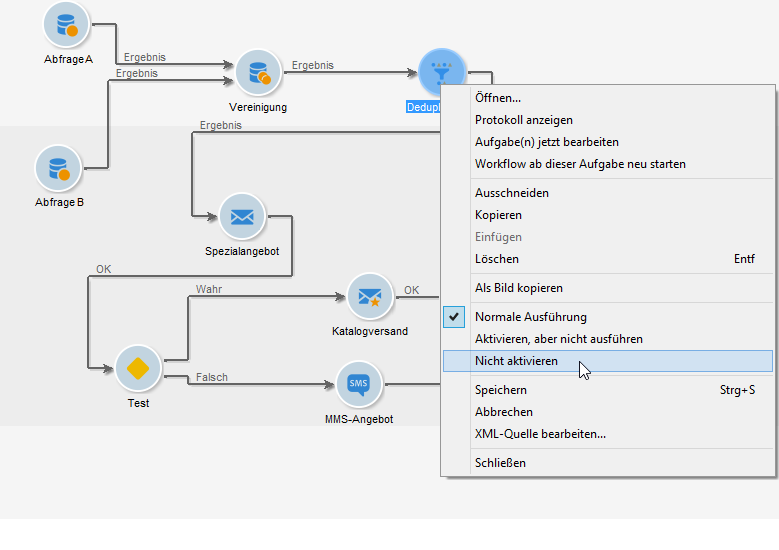 Abfrage A
Ergebnis
Ergebnis
Vereinigung
Ergebnis
Ergebnis
Abfrage B
Spezialangebot
OK
Wahr
Katalogversand
OK
Test
Falsch
MMS-Angebot
SMS
Öffnen...
Protokoll anzeigen
Aufgabe(n) jetzt bearbeiten
Workflow ab dieser Aufgabe neu starten
Ausschneiden
Kopieren
Einfügen
Löschen Entf
Als Bild kopieren
Normale Ausführung
Aktivieren, aber nicht ausführen
Nicht aktivieren
Speichern Strg+S
Abbrechen
XML-Quelle bearbeiten...
Schließen